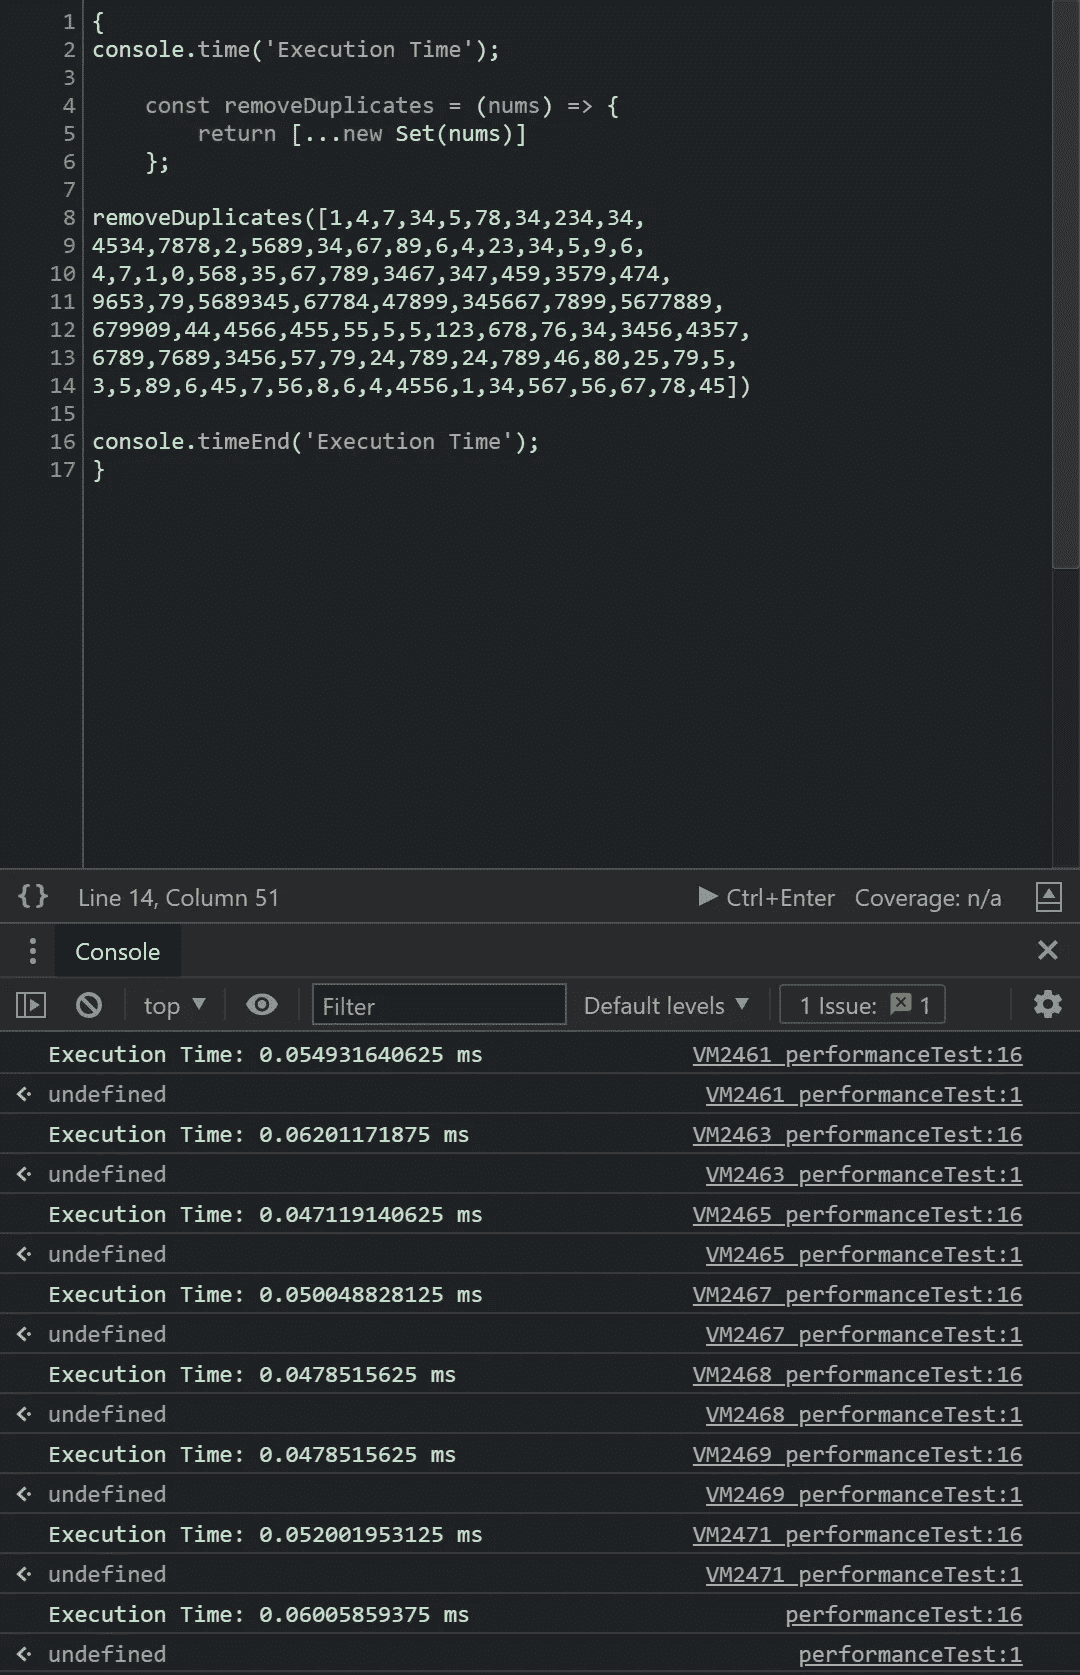 1 {
2 console.time('Execution Time');
3
4 const removeDuplicates = (nums) => {
5 return [...new Set(nums)]
6 };
7
8 removeDuplicates([1,4,7,34,5,78,34,234,34,
9 4534,7878,2,5689,34,67,89,6,4,23,34,5,9,6,
10 4,7,1,0,568,35,67,789,3467,347,459,3579,474,
11 9653,79,5689345,67784,47899,345667,7899,5677889,
12 679909,44,4566,455,55,5,5,123,678,76,34,3456,4357,
13 6789,7689,3456,57,79,24,789,24,789,46,80,25,79,5,
14 3,5,89,6,45,7,56,8,6,4,4556,1,34,567,56,67,78,45])
15
16 console.timeEnd('Execution Time');
17 }
{} Line 14, Column 51 Ctrl+Enter Coverage: n/a
Console
top Filter Default levels 1 Issue: 1
Execution Time: 0.054931640625 ms VM2461 performanceTest:16
undefined VM2461 performanceTest:1
Execution Time: 0.06201171875 ms VM2463 performanceTest:16
undefined VM2463 performanceTest:1
Execution Time: 0.047119140625 ms VM2465 performanceTest:16
undefined VM2465 performanceTest:1
Execution Time: 0.050048828125 ms VM2467 performanceTest:16
undefined VM2467 performanceTest:1
Execution Time: 0.0478515625 ms VM2468 performanceTest:16
undefined VM2468 performanceTest:1
Execution Time: 0.0478515625 ms VM2469 performanceTest:16
undefined VM2469 performanceTest:1
Execution Time: 0.052001953125 ms VM2471 performanceTest:16
undefined VM2471 performanceTest:1
Execution Time: 0.06005859375 ms performanceTest:16
undefined performanceTest:1